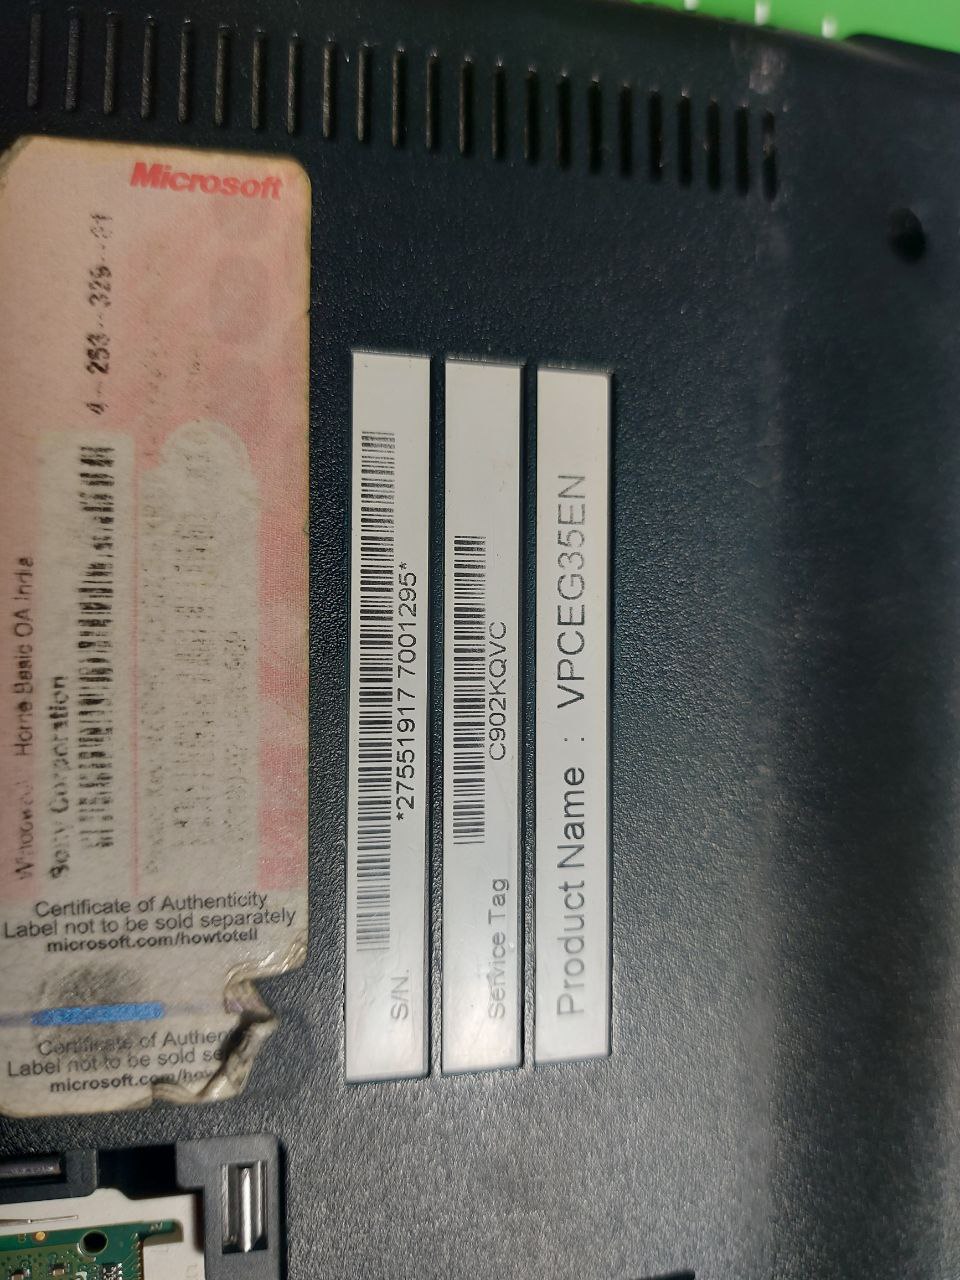 Microsoft
4-253-329-01
Home Basic OA India
Sony Corporation
Certificate of Authenticity
Label not to be sold separately
microsoft.com/howtotell
Certificate of Authen
Label not to be sold se
microsoft.com/how
S/N.
*27551917 7001295*
Service Tag
C902KQVC
Product Name : VPCEG35EN